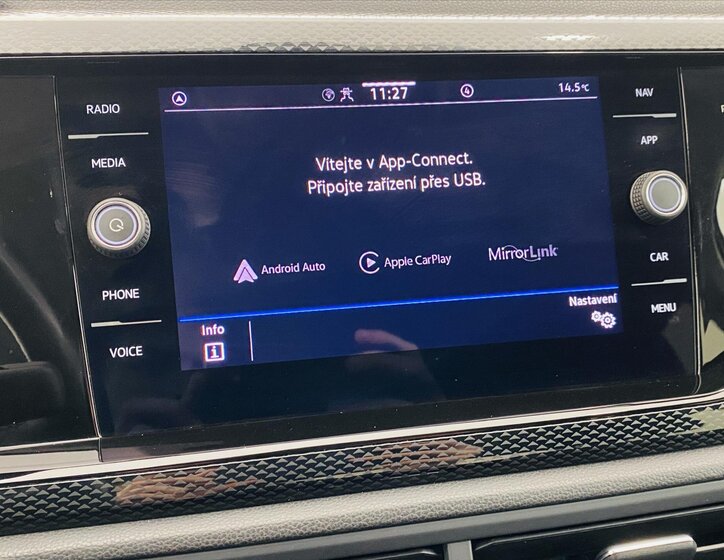 RADIO
MEDIA
PHONE
VOICE
11:27
4
14.5°C
Vítejte v App-Connect.
Připojte zařízení přes USB.
Android Auto
Apple CarPlay
MirrorLink
Info
i
Nastavení
NAV
APP
CAR
MENU